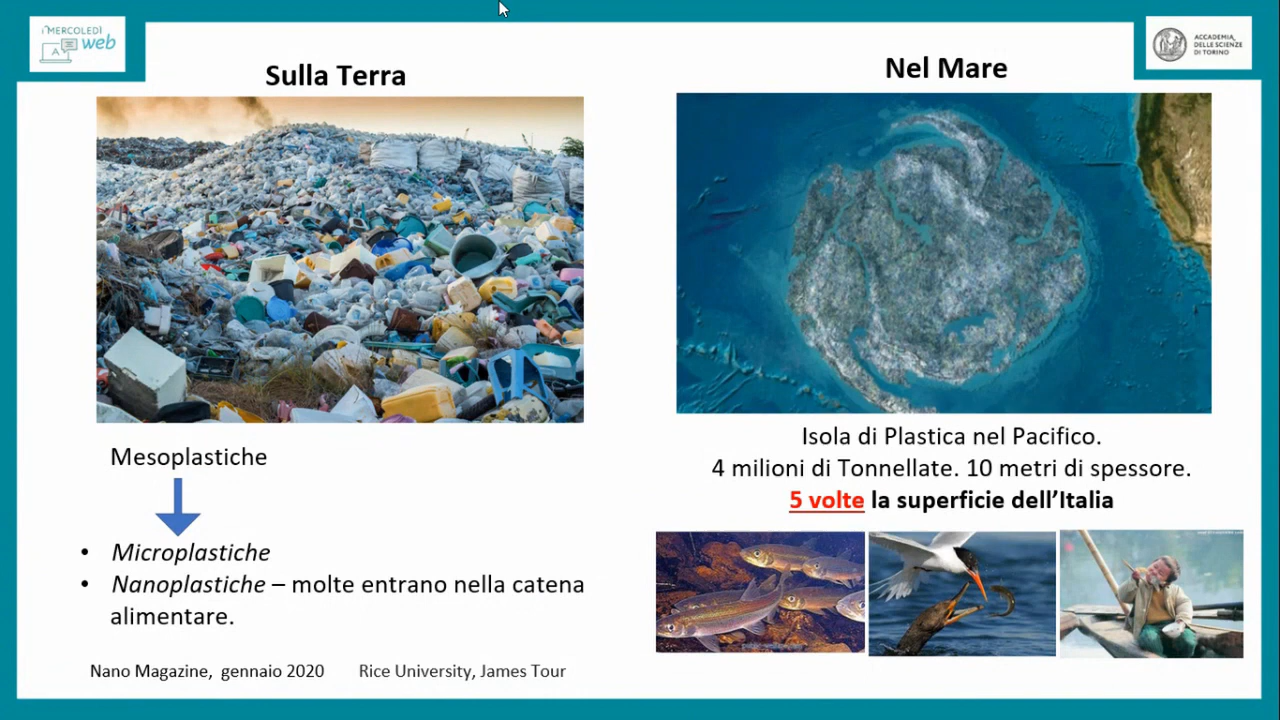 i MERCOLEDÌ
web
A
ACCADEMIA
DELLE SCIENZE
DI TORINO
Sulla Terra
Nel Mare
Mesoplastiche
• Microplastiche
• Nanoplastiche – molte entrano nella catena
alimentare.
Nano Magazine, gennaio 2020 Rice University, James Tour
Isola di Plastica nel Pacifico.
4 milioni di Tonnellate. 10 metri di spessore.
5 volte la superficie dell’Italia